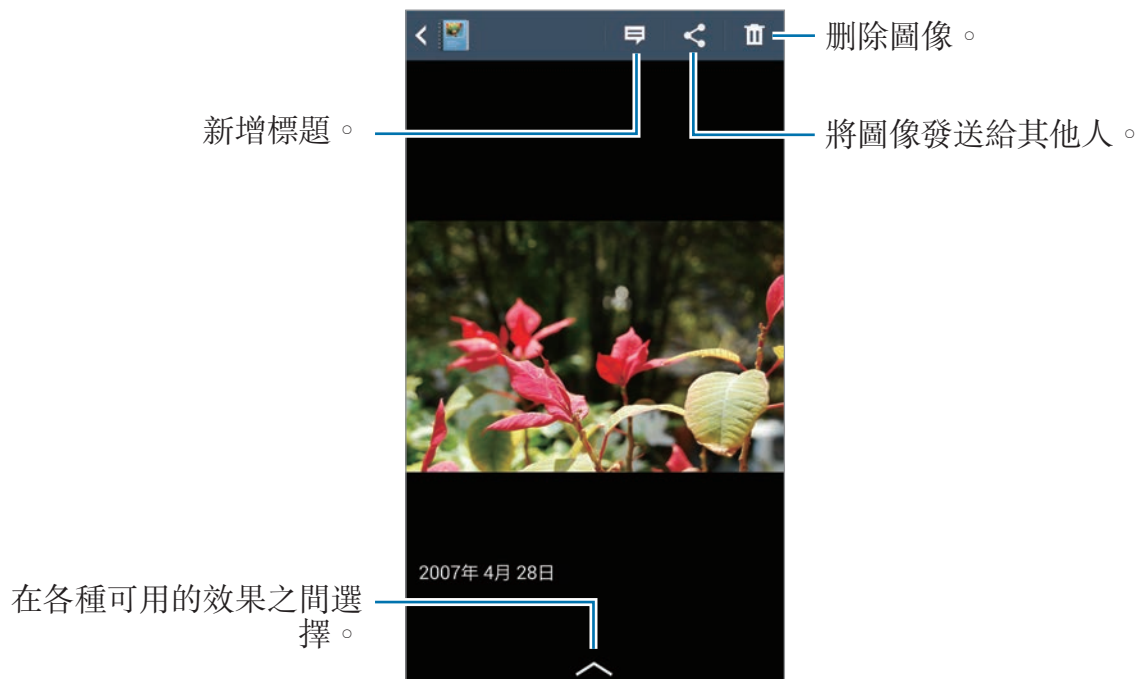 刪除圖像。
新增標題。
將圖像發送給其他人。
2007年 4月 28日
在各種可用的效果之間選
擇。